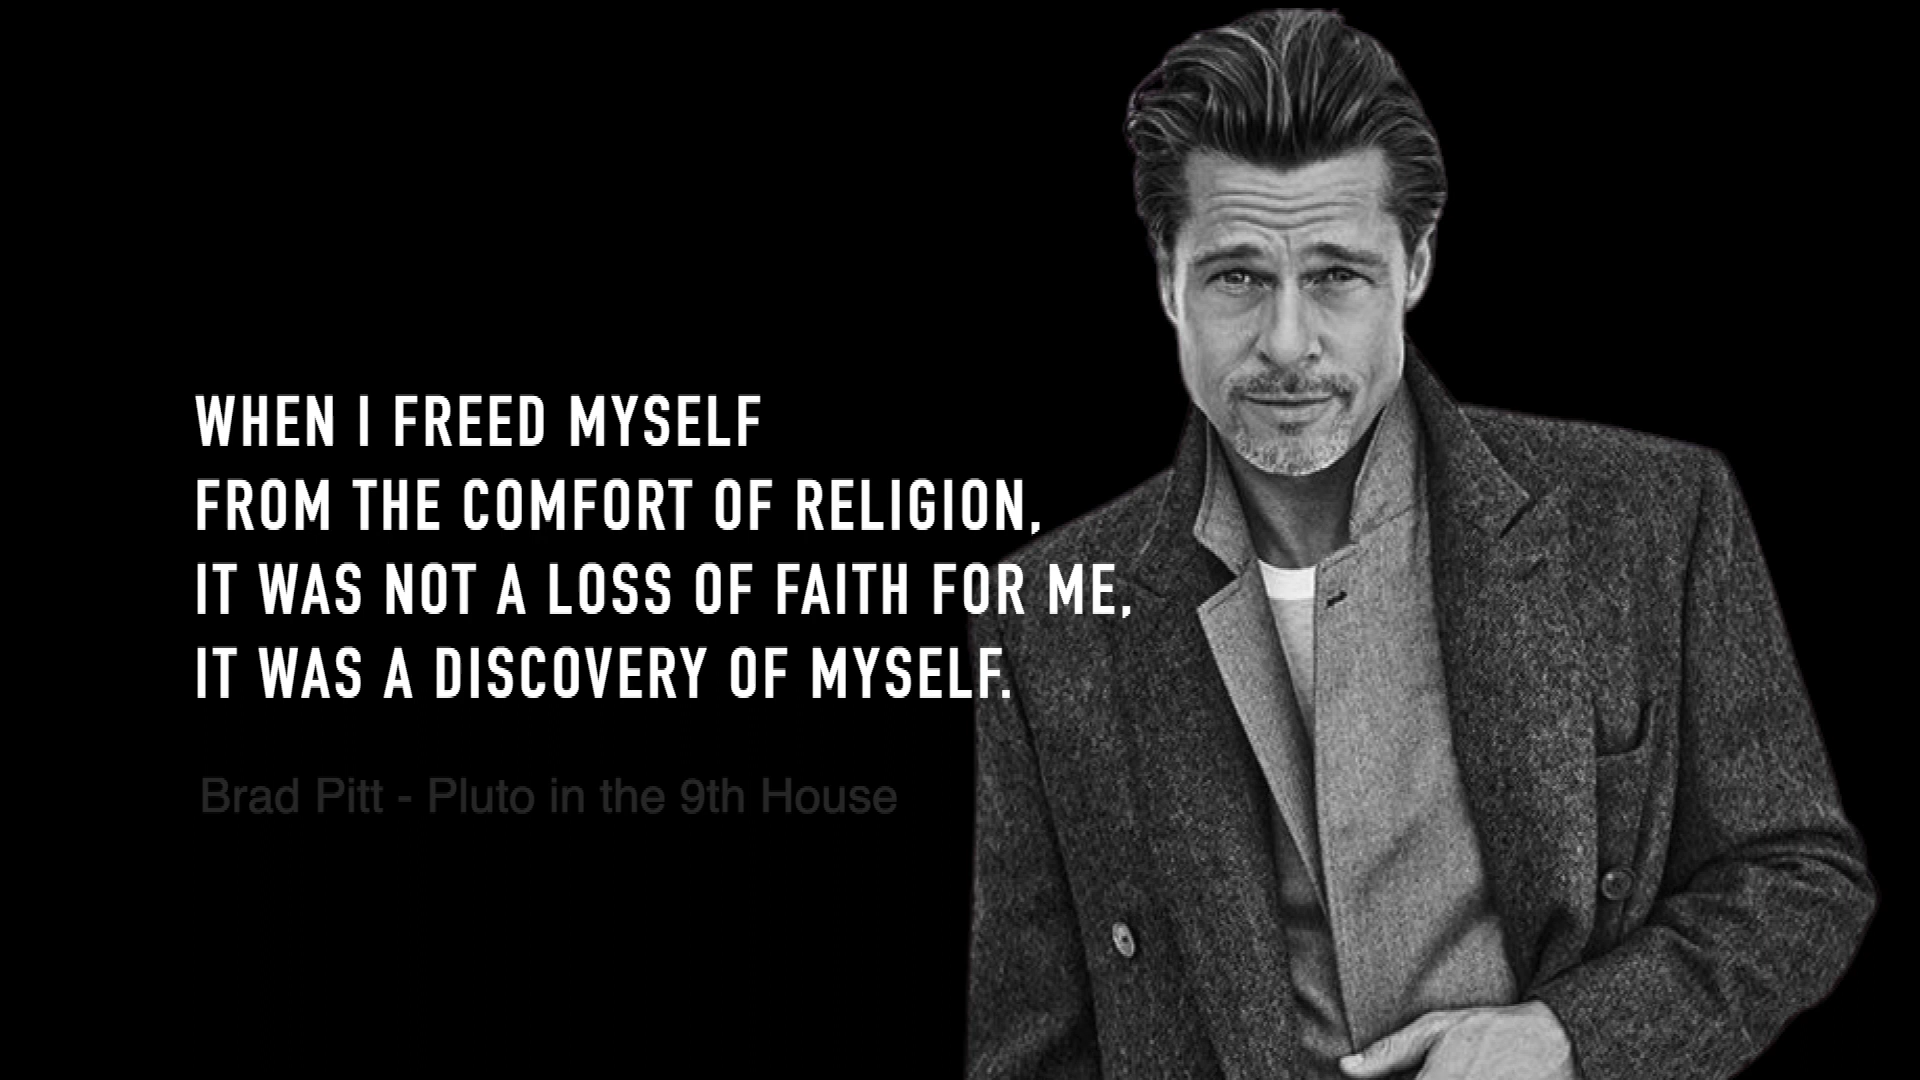 WHEN I FREED MYSELF
FROM THE COMFORT OF RELIGION,
IT WAS NOT A LOSS OF FAITH FOR ME,
IT WAS A DISCOVERY OF MYSELF.
Brad Pitt - Pluto in the 9th House